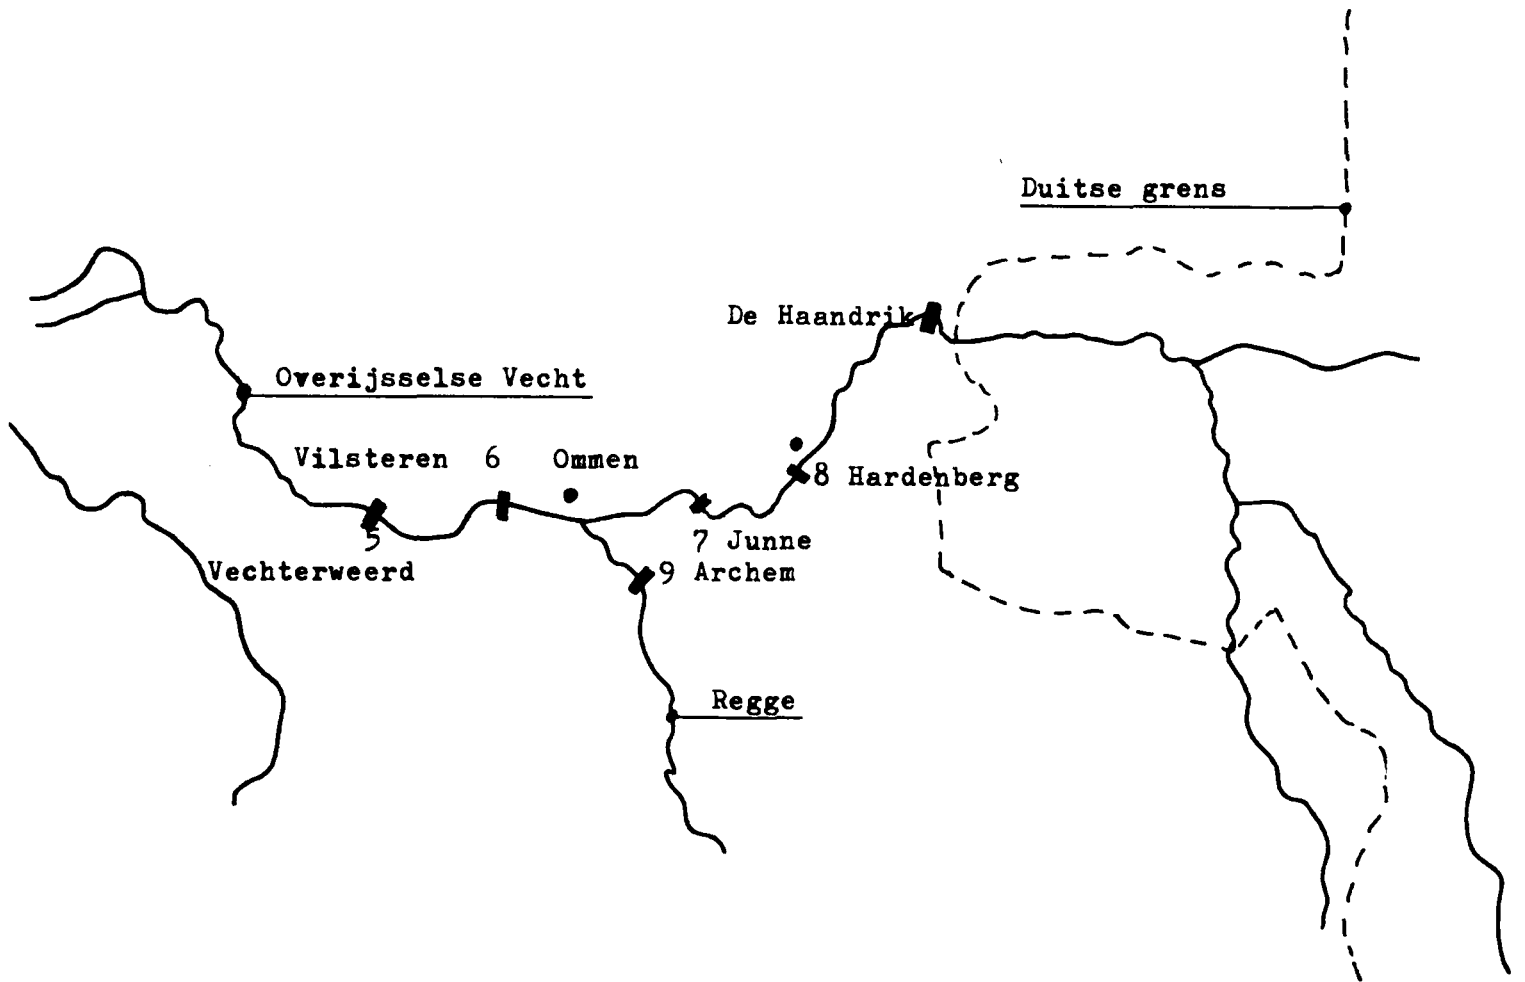 Duitse grens
De Haandrik
Overijsselse Vecht
Vilsteren 6 Ommen
8 Hardenberg
5
7 Junne
Vechterweerd
9 Archem
Regge